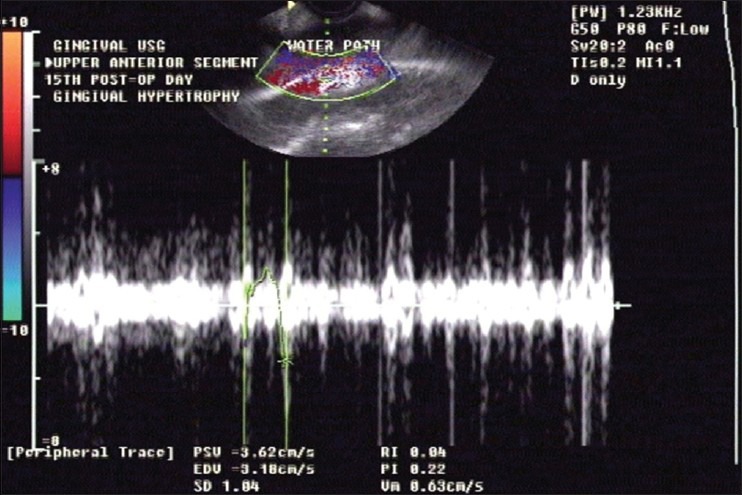 +10
[PW] 1.23KHz
G50 P80 F:Low
Sv20:2 Ac0
TIs0.2 MI1.1
D only
GINGIVAL USG
WATER PATH
UPPER ANTERIOR SEGMENT
15TH POST-OP DAY
GINGIVAL HYPERTROPHY
+8
-10
-8
[Peripheral Trace]
PSV =3.62cm/s
RI 0.04
EDV =3.18cm/s
PI 0.22
SD 1.04
Vm 0.63cm/s